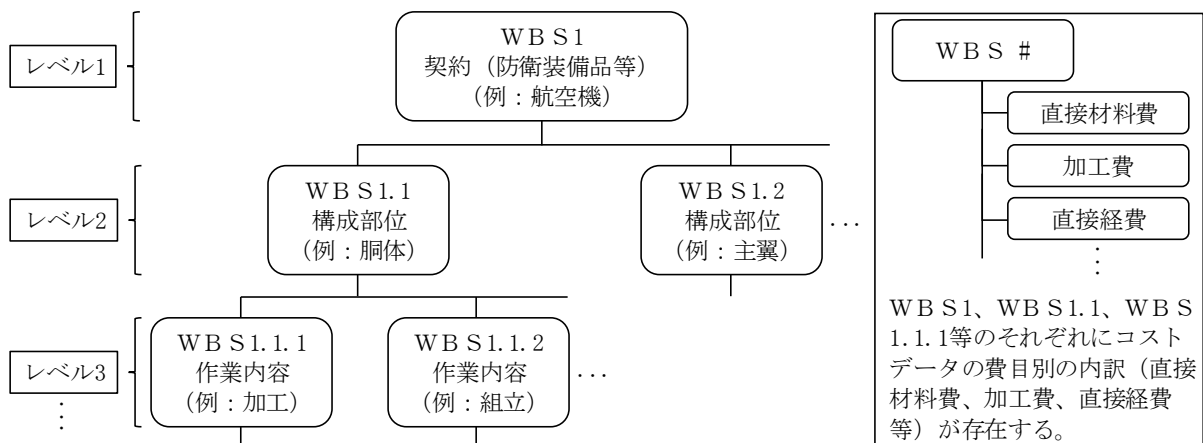 レベル1
ＷＢＳ1
契約（防衛装備品等）
（例：航空機）
レベル2
ＷＢＳ1.1
構成部位
（例：胴体）
ＷＢＳ1.2
構成部位
（例：主翼）
...
レベル3
⋮
ＷＢＳ1.1.1
作業内容
（例：加工）
ＷＢＳ1.1.2
作業内容
（例：組立）
...
ＷＢＳ ＃
直接材料費
加工費
直接経費
⋮
ＷＢＳ1、ＷＢＳ1.1、ＷＢＳ
1.1.1等のそれぞれにコスト
データの費目別の内訳（直接
材料費、加工費、直接経費
等）が存在する。